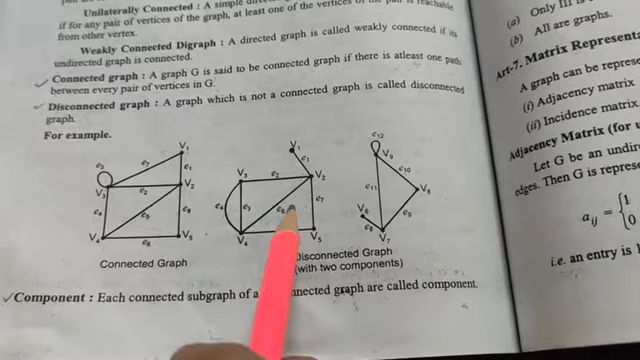 Unilaterally Connected : A simple
if for any pair of vertices of the graph, at least one of the vertices of the pair is reachable
from other vertex.
Weakly Connected Digraph : A directed graph is called weakly connected if its
undirected graph is connected.
Connected graph : A graph G is said to be connected graph if there is atleast one path
between every pair of vertices in G.
Disconnected graph : A graph which is not a connected graph is called disconnected
graph.
For example.
V₁
e₃
e₇
e₁
V₃
e₂
V₂
e₄
e₅
e₈
V₄
e₆
V₅
Connected Graph
V₁
e₁
V₃
e₂
V₂
e₄
e₃
e₆
e₇
V₄
V₅
e₁₂
V₉
e₁₀
e₁₁
V₈
V₆
e₈
e₉
V₇
Disconnected Graph
(with two components)
Component : Each connected subgraph of a connected graph are called component.
(a) Only III is
(b) All are graphs.
Art-7. Matrix Representa
A graph can be represe
(i) Adjacency matrix
(ii) Incidence matrix
Adjacency Matrix (for u
Let G be an undire
edges. Then G is represe
aᵢⱼ = {1
0
i.e. an entry is 1